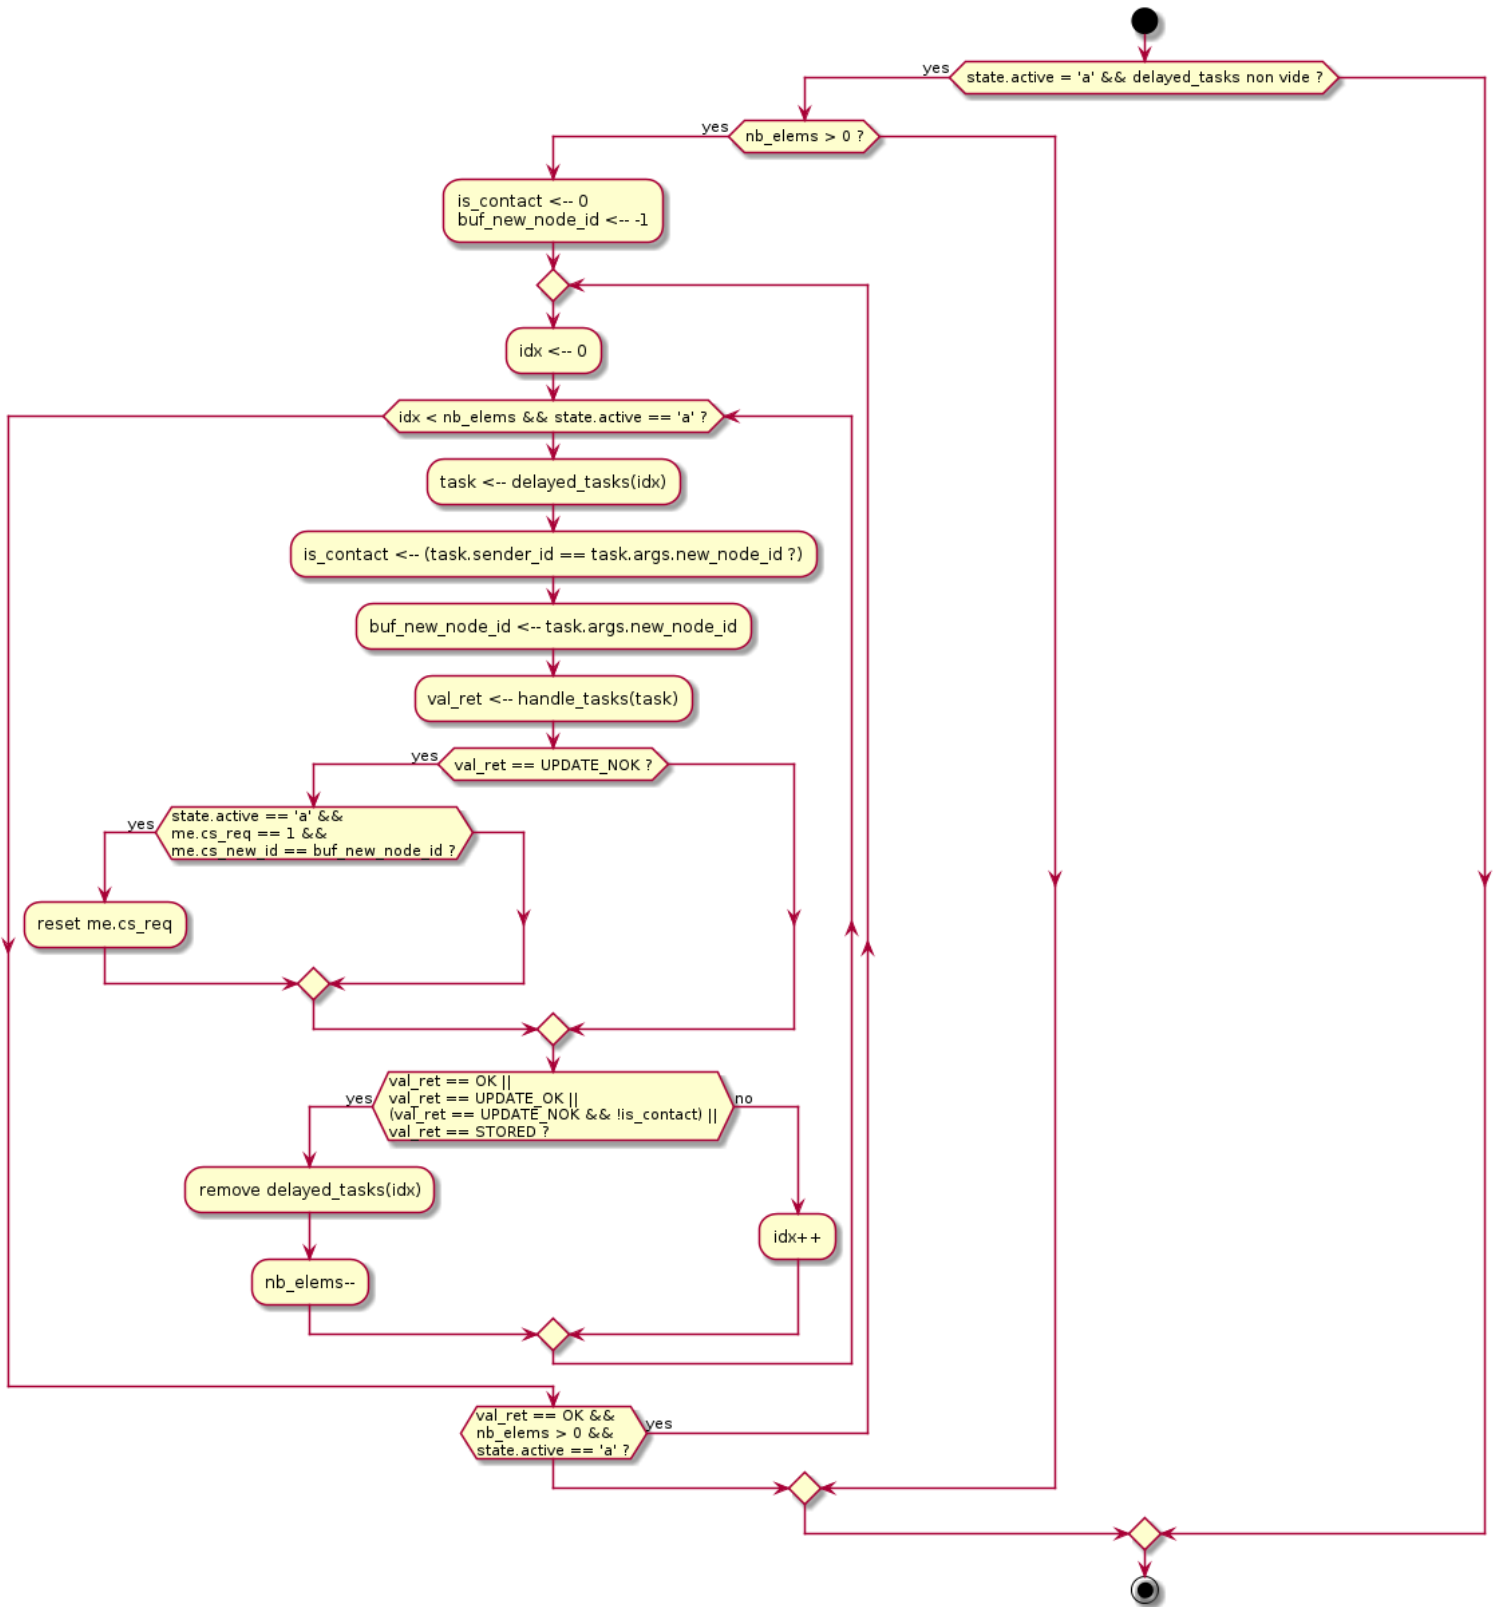 state.active = 'a' && delayed_tasks non vide ?
yes
nb_elems > 0 ?
yes
is_contact <-- 0
buf_new_node_id <-- -1
idx <-- 0
idx < nb_elems && state.active == 'a' ?
task <-- delayed_tasks(idx)
is_contact <-- (task.sender_id == task.args.new_node_id ?)
buf_new_node_id <-- task.args.new_node_id
val_ret <-- handle_tasks(task)
val_ret == UPDATE_NOK ?
yes
state.active == 'a' &&
me.cs_req == 1 &&
me.cs_new_id == buf_new_node_id ?
yes
reset me.cs_req
val_ret == OK ||
val_ret == UPDATE_OK ||
(val_ret == UPDATE_NOK && !is_contact) ||
val_ret == STORED ?
yes
no
remove delayed_tasks(idx)
idx++
nb_elems--
val_ret == OK &&
nb_elems > 0 &&
state.active == 'a' ?
yes